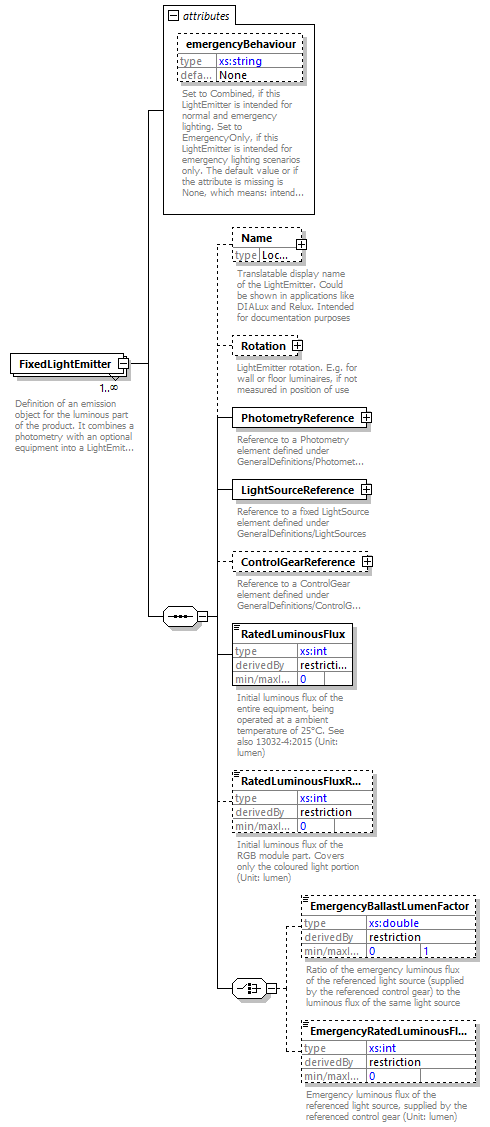 attributes
emergencyBehaviour
type xs:string
defa... None
Set to Combined, if this
LightEmitter is intended for
normal and emergency
lighting. Set to
EmergencyOnly, if this
LightEmitter is intended for
emergency lighting scenarios
only. The default value or if
the attribute is missing is
None, which means: intend...
FixedLightEmitter
1..∞
Definition of an emission
object for the luminous part
of the product. It combines a
photometry with an optional
equipment into a LightEmit...
Name
type Loc...
Translatable display name
of the LightEmitter. Could
be shown in applications like
DIALux and Relux. Intended
for documentation purposes
Rotation
LightEmitter rotation. E.g. for
wall or floor luminaires, if not
measured in position of use
PhotometryReference
Reference to a Photometry
element defined under
GeneralDefinitions/Photomet...
LightSourceReference
Reference to a fixed LightSource
element defined under
GeneralDefinitions/LightSources
ControlGearReference
Reference to a ControlGear
element defined under
GeneralDefinitions/ControlG...
RatedLuminousFlux
type xs:int
derivedBy restricti...
min/maxI... 0
Initial luminous flux of the
entire equipment, being
operated at a ambient
temperature of 25°C. See
also 13032-4:2015 (Unit:
lumen)
RatedLuminousFluxR...
type xs:int
derivedBy restriction
min/maxI... 0
Initial luminous flux of the
RGB module part. Covers
only the coloured light portion
(Unit: lumen)
EmergencyBallastLumenFactor
type xs:double
derivedBy restriction
min/maxI... 0 1
Ratio of the emergency luminous flux
of the referenced light source (supplied
by the referenced control gear) to the
luminous flux of the same light source
EmergencyRatedLuminousFl...
type xs:int
derivedBy restriction
min/maxI... 0
Emergency luminous flux of the
referenced light source, supplied by the
referenced control gear (Unit: lumen)